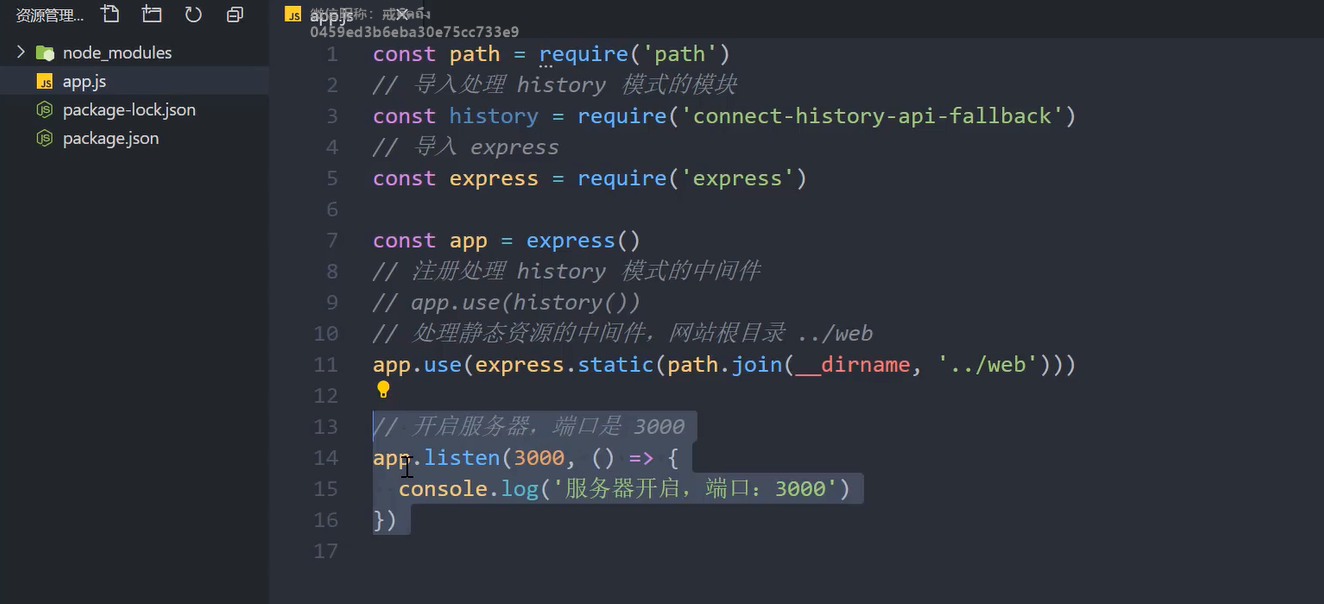 资源管理...
node_modules
app.js
package-lock.json
package.json
app.js
0459ed3b6eba30e75cc733e9
1 const path = require('path')
2 // 导入处理 history 模式的模块
3 const history = require('connect-history-api-fallback')
4 // 导入 express
5 const express = require('express')
6
7 const app = express()
8 // 注册处理 history 模式的中间件
9 // app.use(history())
10 // 处理静态资源的中间件，网站根目录 ../web
11 app.use(express.static(path.join(__dirname, '../web')))
12
13 // 开启服务器，端口是 3000
14 app.listen(3000, () => {
15 console.log('服务器开启，端口：3000')
16 })
17